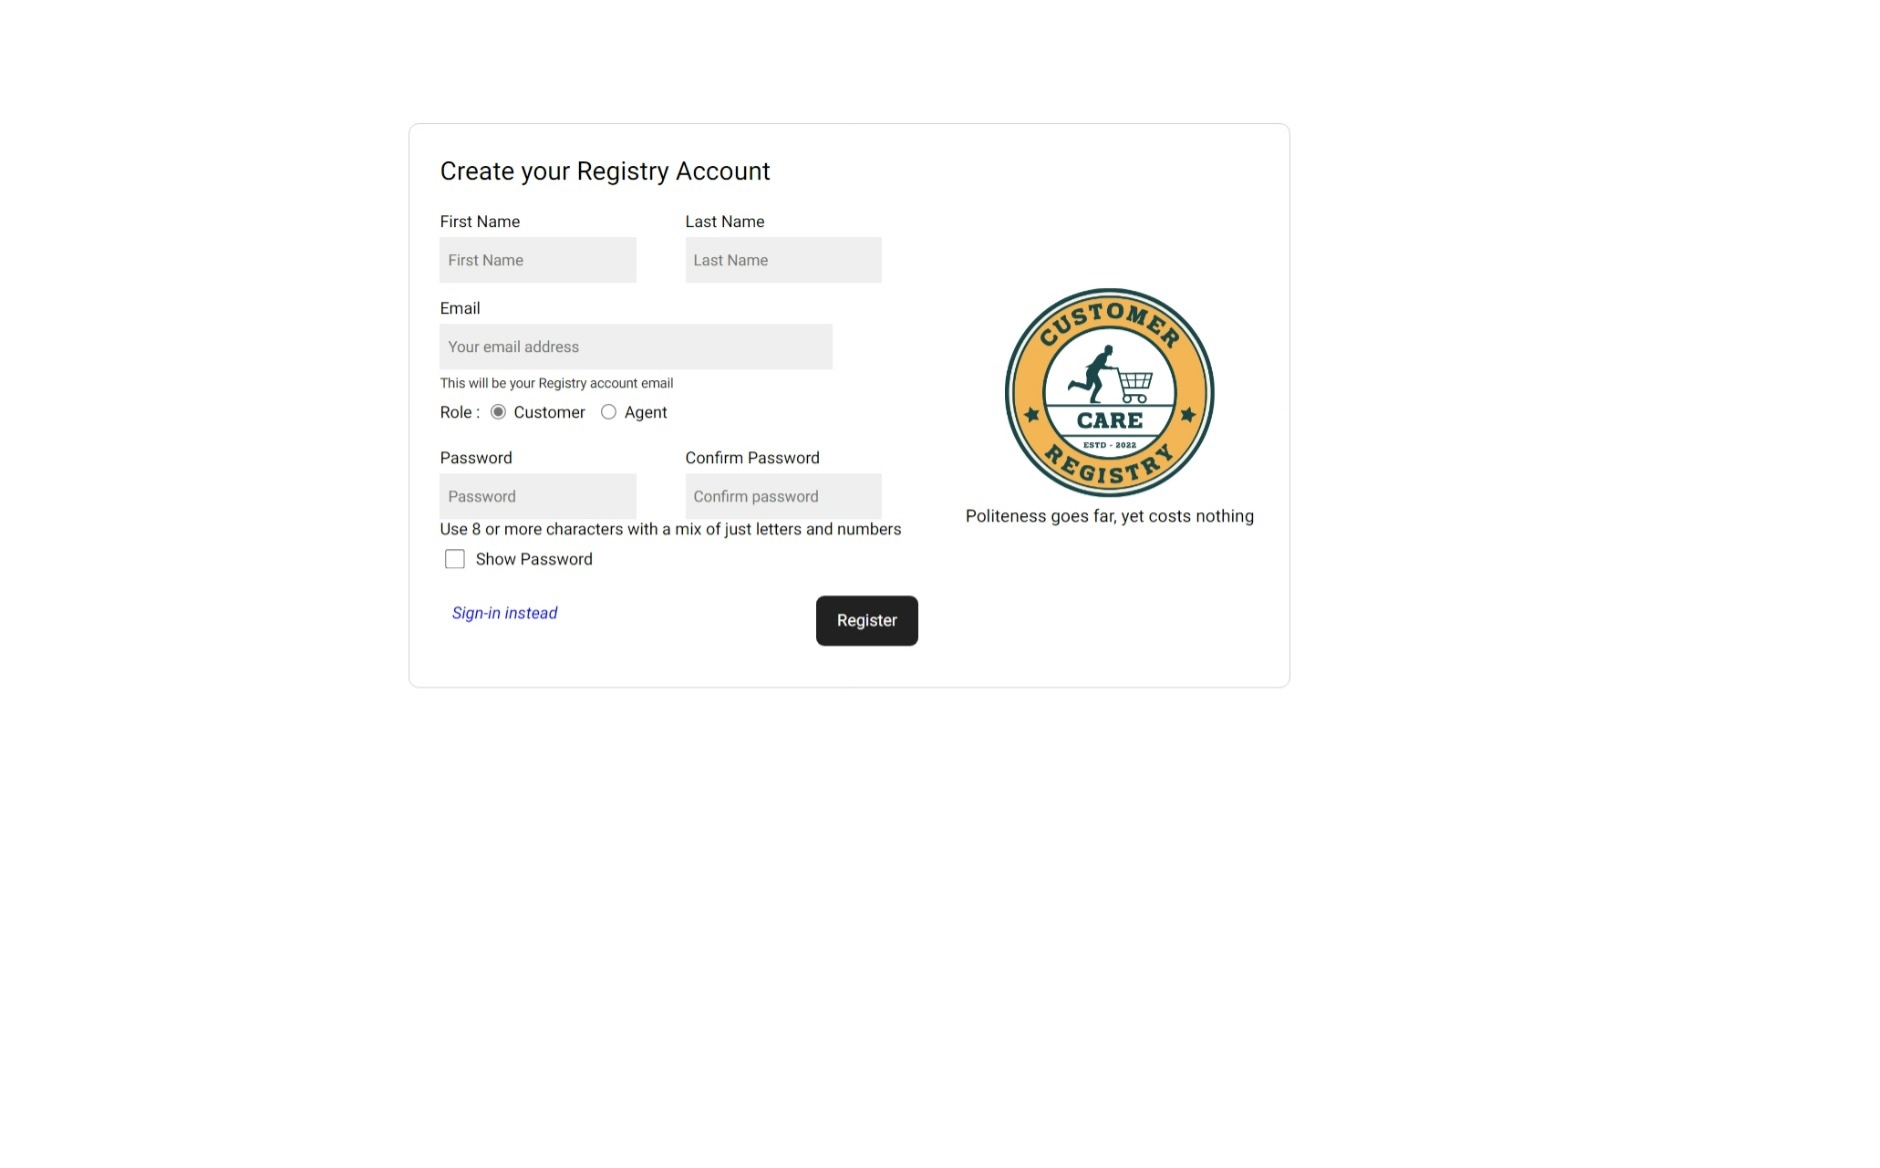 Create your Registry Account
First Name
Last Name
First Name
Last Name
Email
Your email address
This will be your Registry account email
Role : Customer Agent
Password
Confirm Password
Password
Confirm password
Use 8 or more characters with a mix of just letters and numbers
Show Password
Sign-in instead
Register
CUSTOMER
CARE
ESTD - 2022
REGISTRY
Politeness goes far, yet costs nothing